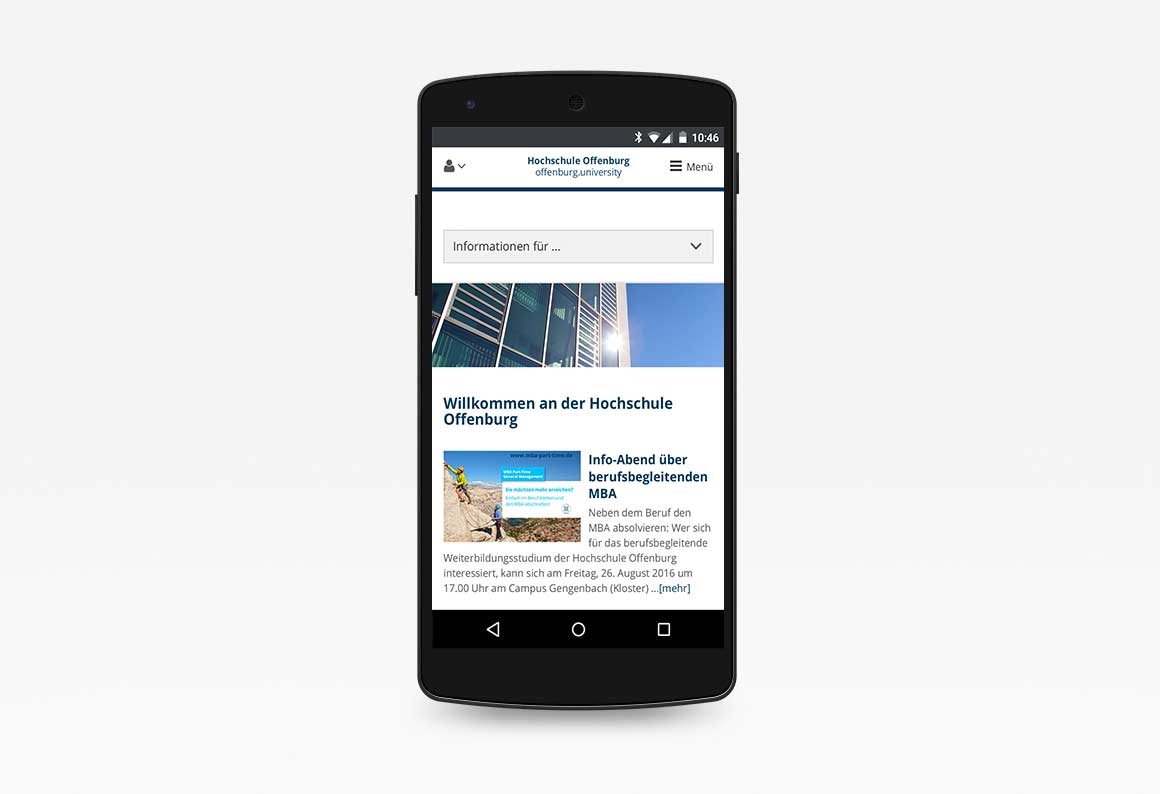 10:46
Hochschule Offenburg
offenburg.university
Menü
Informationen für ...
Willkommen an der Hochschule
Offenburg
www.mba-part-time.de
MBA Part-Time
General Management
Sie möchten mehr erreichen?
Einfach im Beruf bleiben und
den MBA abschließen!
Info-Abend über
berufsbegleitenden
MBA
Neben dem Beruf den
MBA absolvieren: Wer sich
für das berufsbegleitende
Weiterbildungsstudium der Hochschule Offenburg
interessiert, kann sich am Freitag, 26. August 2016 um
17.00 Uhr am Campus Gengenbach (Kloster) ...[mehr]